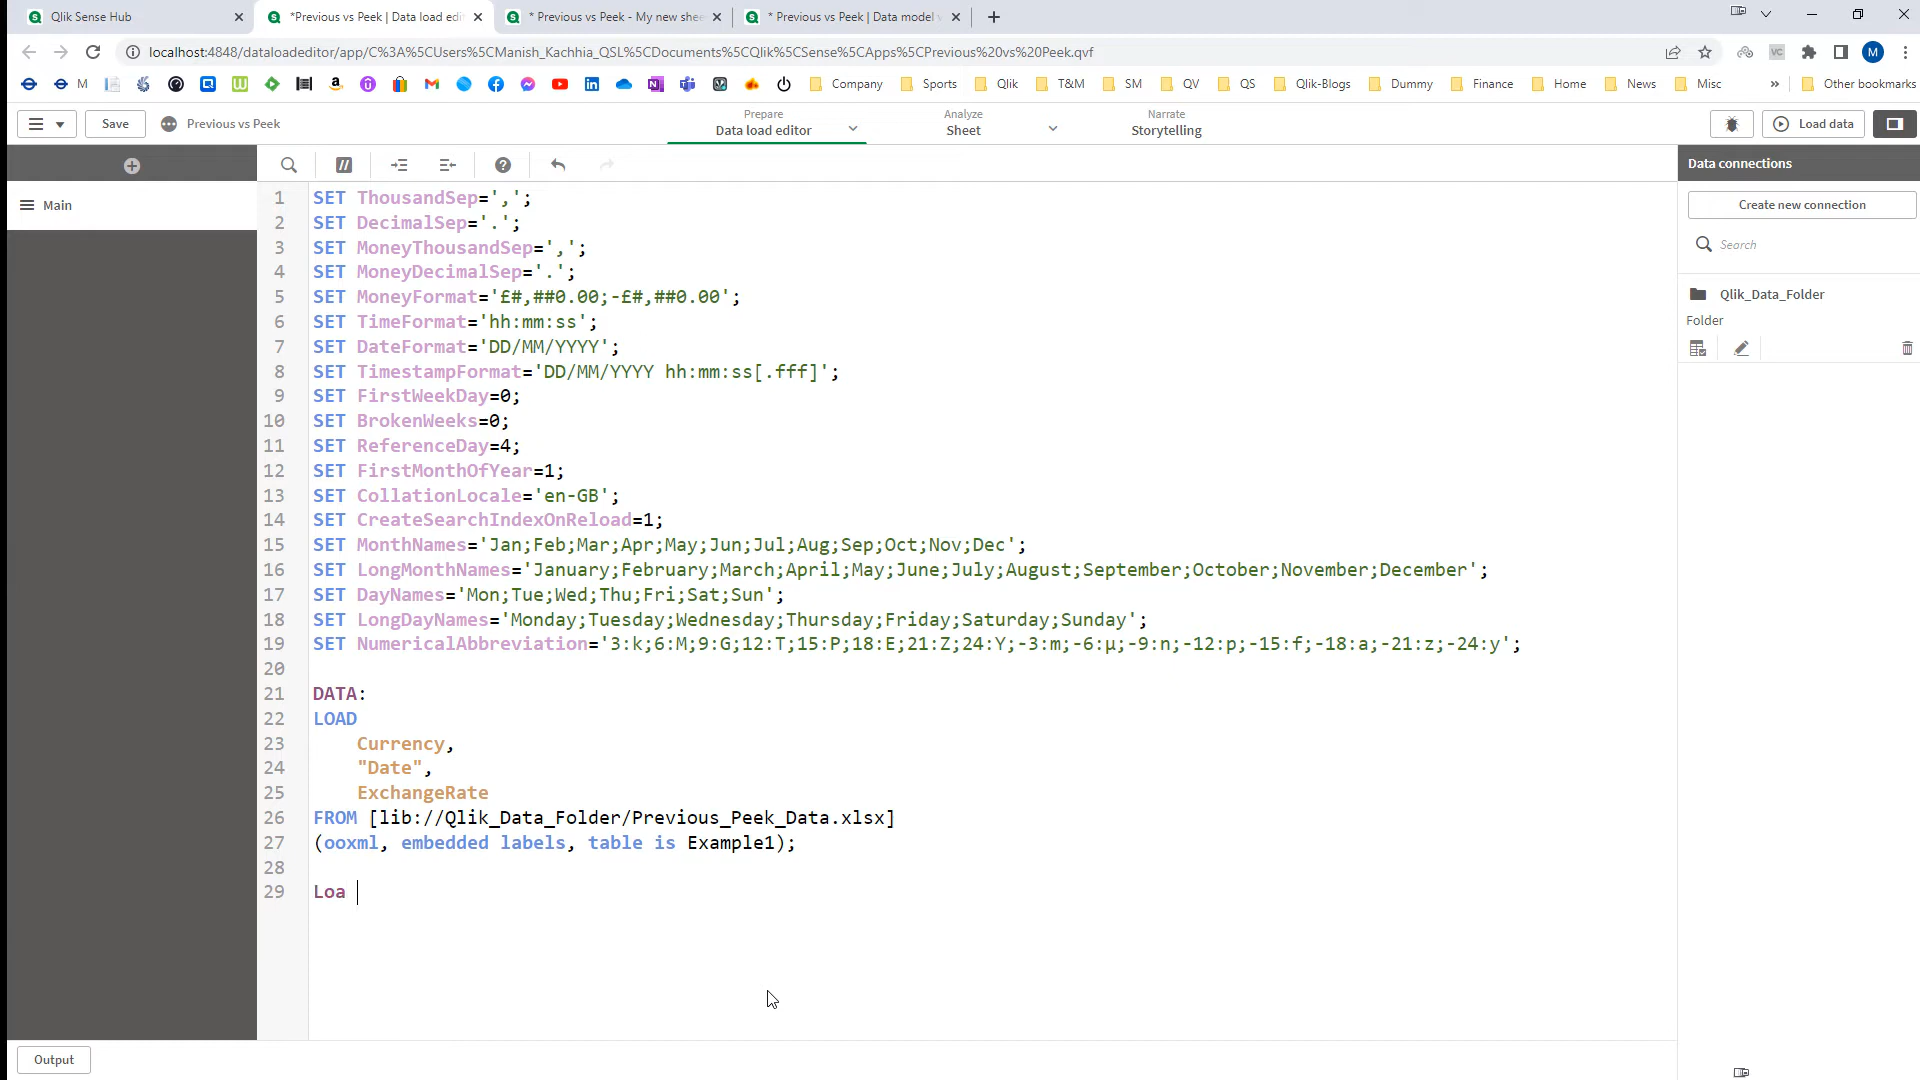 Qlik Sense Hub
*Previous vs Peek | Data load edi
* Previous vs Peek - My new she
* Previous vs Peek | Data model v
localhost:4848/dataloadeditor/app/C%3A%5CUsers%5CManish_Kachhia_QSL%5CDocuments%5CQlik%5CSense%5CApps%5CPrevious%20vs%20Peek.qvf
M
M Company Sports Qlik T&M SM QV QS Qlik-Blogs Dummy Finance Home News Misc » Other bookmarks
Save Previous vs Peek
Prepare
Data load editor
Analyze
Sheet
Narrate
Storytelling
Load data
Main
1 SET ThousandSep=',';
2 SET DecimalSep='.';
3 SET MoneyThousandSep=',';
4 SET MoneyDecimalSep='.';
5 SET MoneyFormat='£#,##0.00;-£#,##0.00';
6 SET TimeFormat='hh:mm:ss';
7 SET DateFormat='DD/MM/YYYY';
8 SET TimestampFormat='DD/MM/YYYY hh:mm:ss[.fff]';
9 SET FirstWeekDay=0;
10 SET BrokenWeeks=0;
11 SET ReferenceDay=4;
12 SET FirstMonthOfYear=1;
13 SET CollationLocale='en-GB';
14 SET CreateSearchIndexOnReload=1;
15 SET MonthNames='Jan;Feb;Mar;Apr;May;Jun;Jul;Aug;Sep;Oct;Nov;Dec';
16 SET LongMonthNames='January;February;March;April;May;June;July;August;September;October;November;December';
17 SET DayNames='Mon;Tue;Wed;Thu;Fri;Sat;Sun';
18 SET LongDayNames='Monday;Tuesday;Wednesday;Thursday;Friday;Saturday;Sunday';
19 SET NumericalAbbreviation='3:k;6:M;9:G;12:T;15:P;18:E;21:Z;24:Y;-3:m;-6:μ;-9:n;-12:p;-15:f;-18:a;-21:z;-24:y';
20
21 DATA:
22 LOAD
23 Currency,
24 "Date",
25 ExchangeRate
26 FROM [lib://Qlik_Data_Folder/Previous_Peek_Data.xlsx]
27 (ooxml, embedded labels, table is Example1);
28
29 Loa
Data connections
Create new connection
Search
Qlik_Data_Folder
Folder
Output